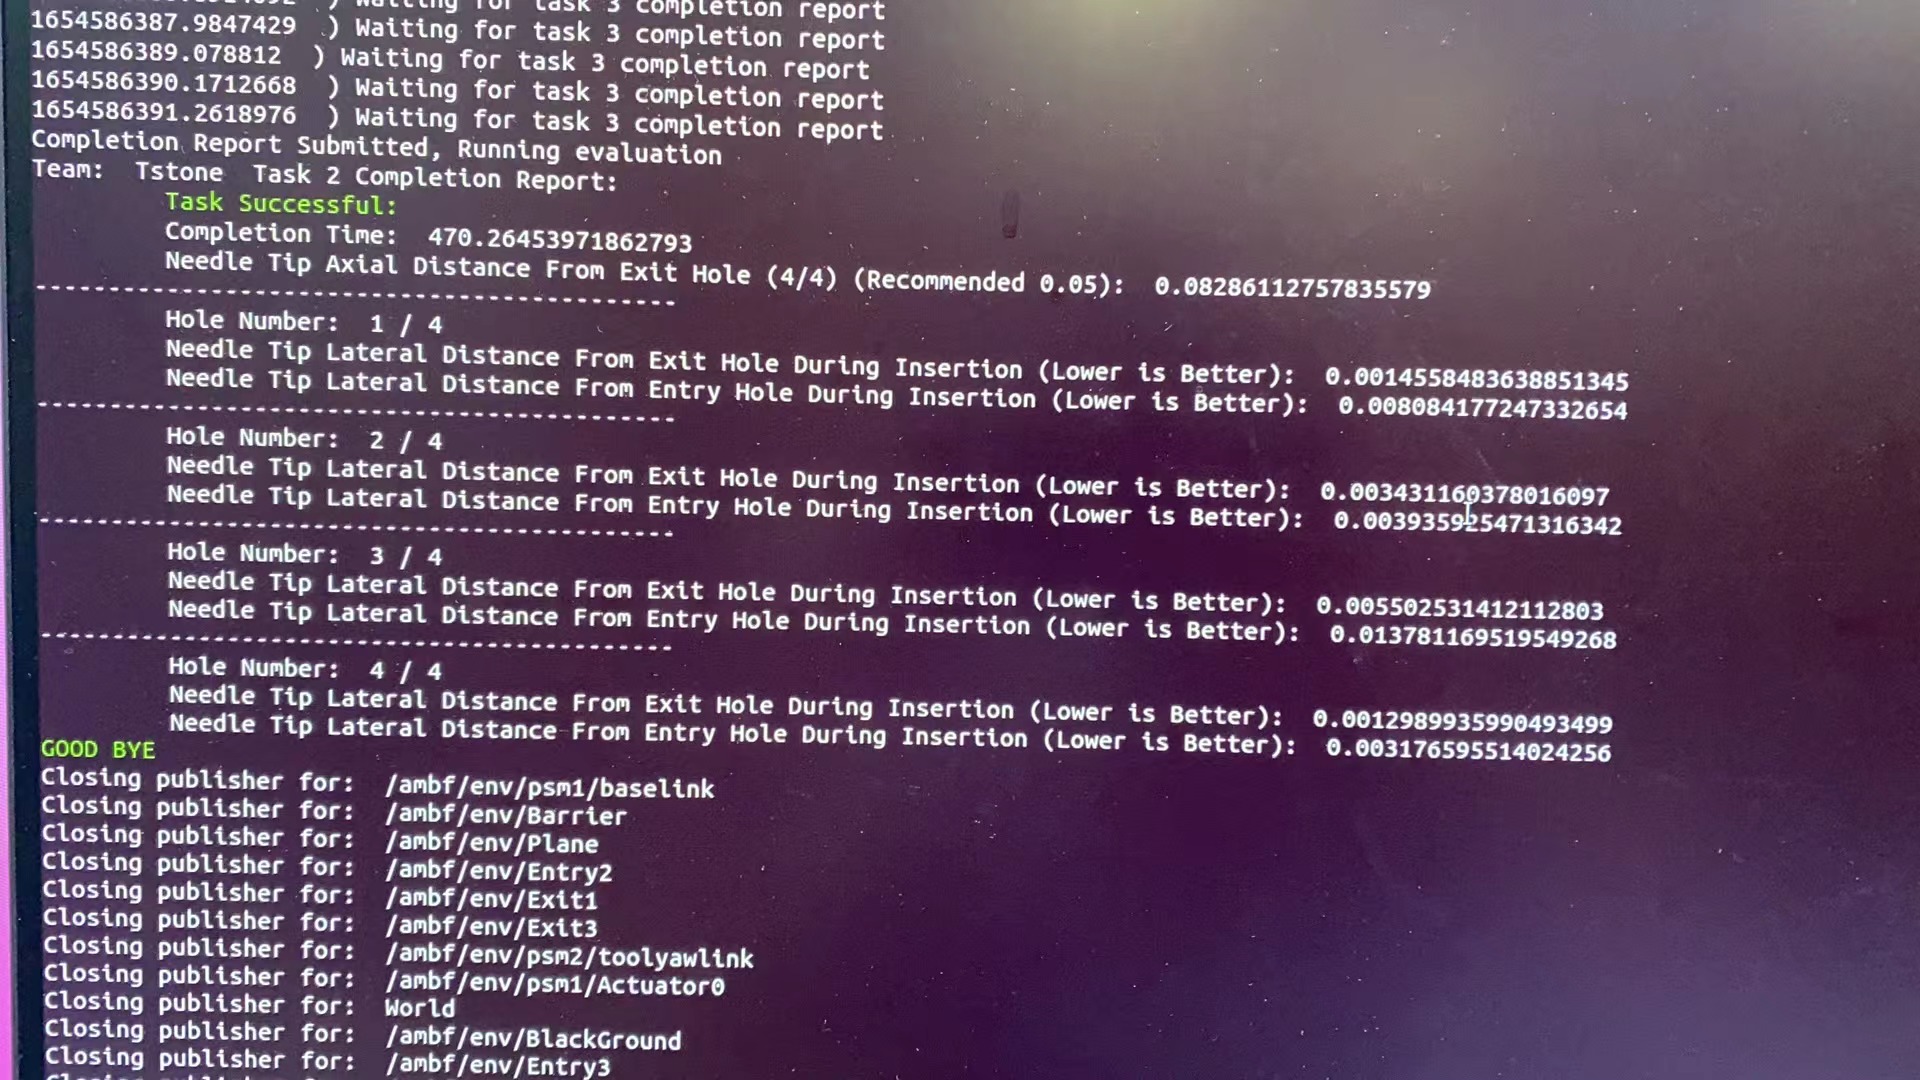 ) Waiting for task 3 completion report
1654586387.9847429 ) Waiting for task 3 completion report
1654586389.078812 ) Waiting for task 3 completion report
1654586390.1712668 ) Waiting for task 3 completion report
1654586391.2618976 ) Waiting for task 3 completion report
Completion Report Submitted, Running evaluation
Team: Tstone Task 2 Completion Report:
Task Successful:
Completion Time: 470.26453971862793
Needle Tip Axial Distance From Exit Hole (4/4) (Recommended 0.05): 0.08286112757835579
--------------------------------------------
Hole Number: 1 / 4
Needle Tip Lateral Distance From Exit Hole During Insertion (Lower is Better): 0.0014558483638851345
Needle Tip Lateral Distance From Entry Hole During Insertion (Lower is Better): 0.008084177247332654
--------------------------------------------
Hole Number: 2 / 4
Needle Tip Lateral Distance From Exit Hole During Insertion (Lower is Better): 0.003431160378016097
Needle Tip Lateral Distance From Entry Hole During Insertion (Lower is Better): 0.003935925471316342
--------------------------------------------
Hole Number: 3 / 4
Needle Tip Lateral Distance From Exit Hole During Insertion (Lower is Better): 0.005502531412112803
Needle Tip Lateral Distance From Entry Hole During Insertion (Lower is Better): 0.013781169519549268
--------------------------------------------
Hole Number: 4 / 4
Needle Tip Lateral Distance From Exit Hole During Insertion (Lower is Better): 0.0012989935990493499
Needle Tip Lateral Distance From Entry Hole During Insertion (Lower is Better): 0.003176595514024256
GOOD BYE
Closing publisher for: /ambf/env/psm1/baselink
Closing publisher for: /ambf/env/Barrier
Closing publisher for: /ambf/env/Plane
Closing publisher for: /ambf/env/Entry2
Closing publisher for: /ambf/env/Exit1
Closing publisher for: /ambf/env/Exit3
Closing publisher for: /ambf/env/psm2/toolyawlink
Closing publisher for: /ambf/env/psm1/Actuator0
Closing publisher for: World
Closing publisher for: /ambf/env/BlackGround
Closing publisher for: /ambf/env/Entry3